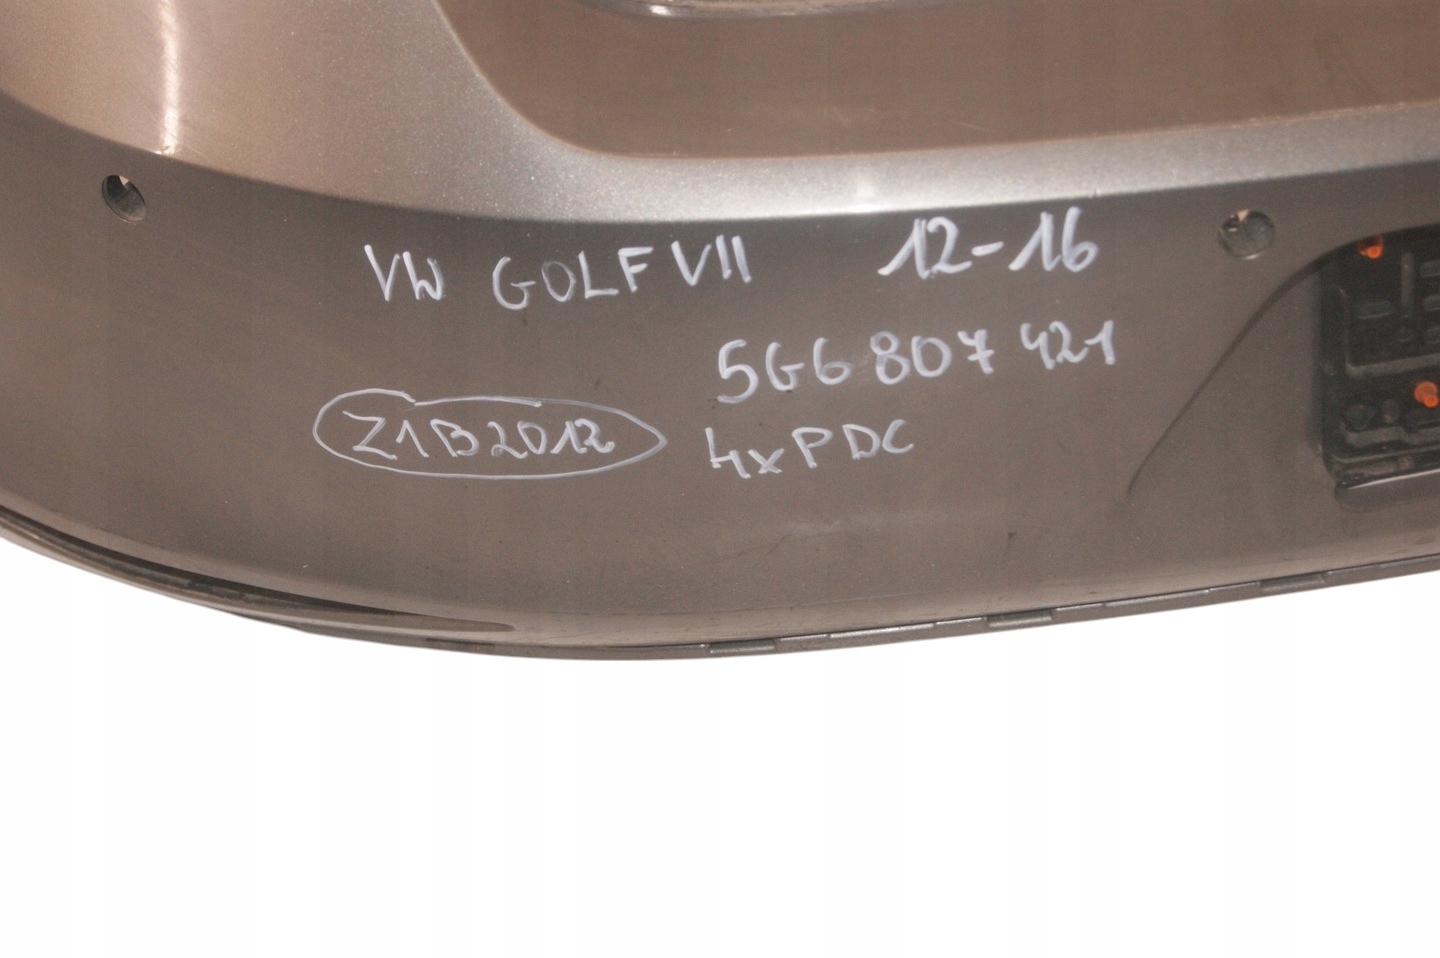 VW GOLF VII 12-16
5G6 807 421
Z1B2012
4xPDC